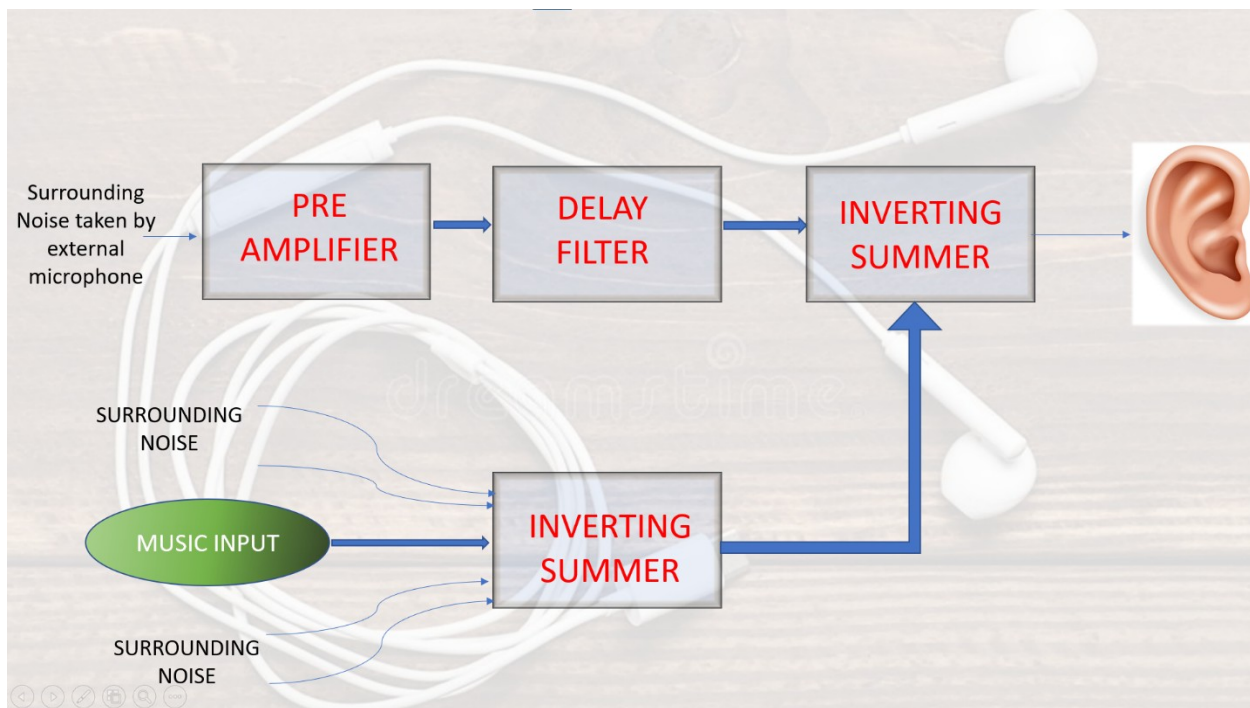 Surrounding
Noise taken by
external
microphone
PRE
AMPLIFIER
DELAY
FILTER
INVERTING
SUMMER
dreamstime
SURROUNDING
NOISE
MUSIC INPUT
INVERTING
SUMMER
SURROUNDING
NOISE